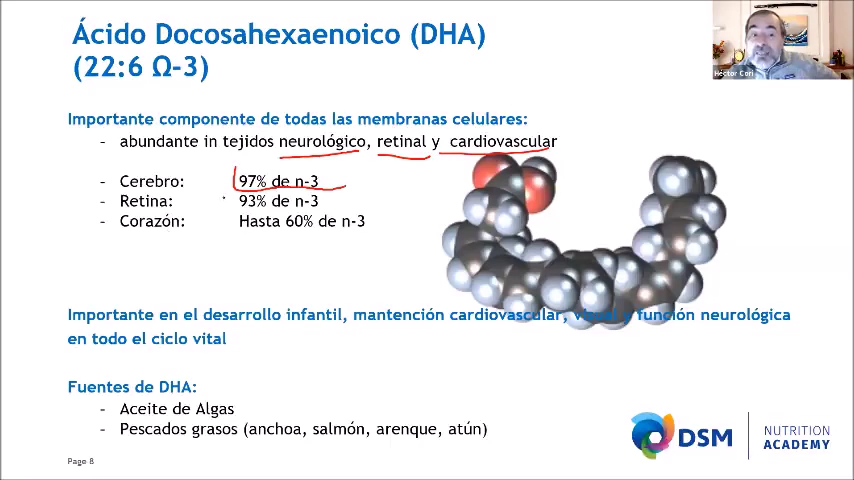 Ácido Docosahexaenoico (DHA)
(22:6 Ω-3)
Héctor Cori
Importante componente de todas las membranas celulares:
- abundante in tejidos neurológico, retinal y cardiovascular
- Cerebro: 97% de n-3
- Retina: 93% de n-3
- Corazón: Hasta 60% de n-3
Importante en el desarrollo infantil, mantención cardiovascular, visual y función neurológica
en todo el ciclo vital
Fuentes de DHA:
- Aceite de Algas
- Pescados grasos (anchoa, salmón, arenque, atún)
DSM
NUTRITION
ACADEMY
Page 8